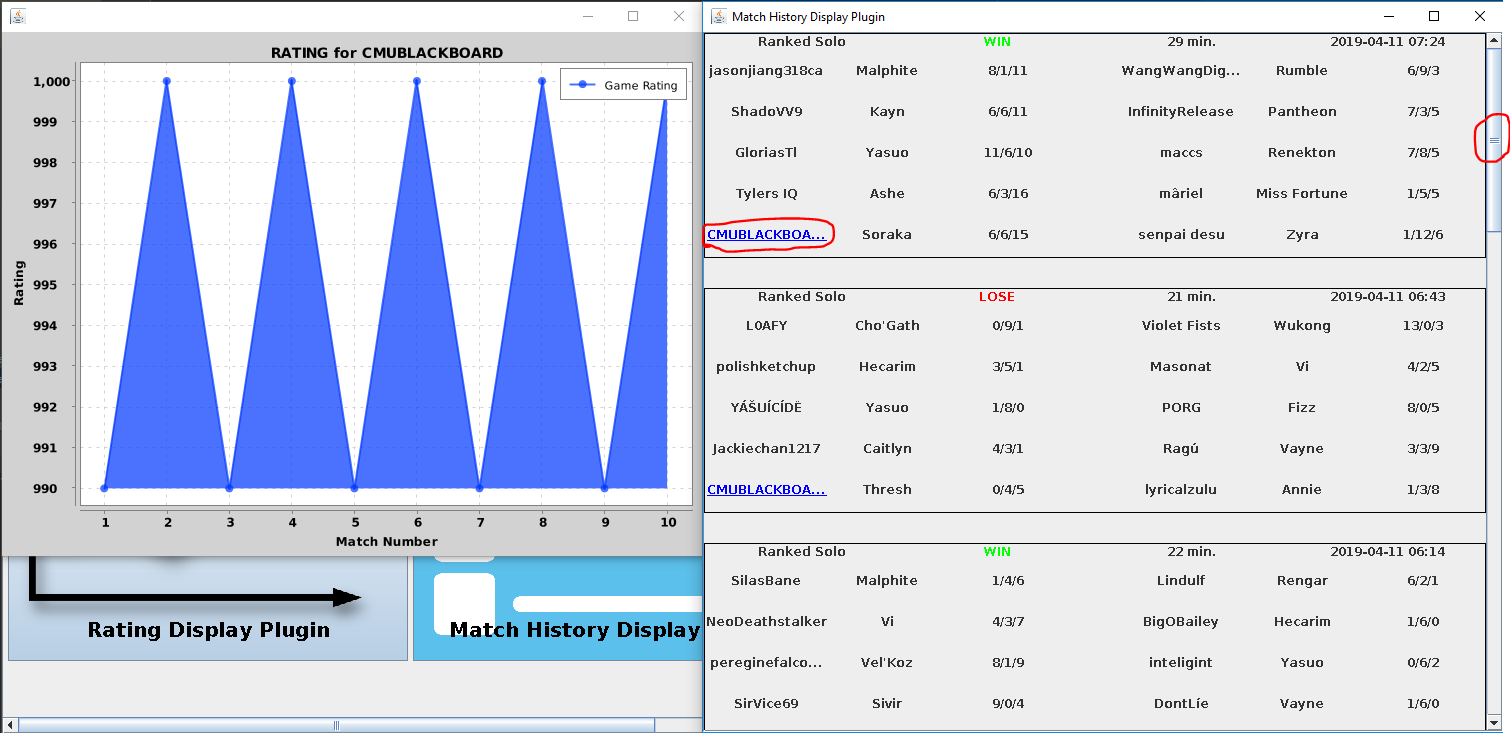 RATING for CMUBLACKBOARD
Game Rating
1,000
999
998
997
996
995
994
993
992
991
990
Rating
1 2 3 4 5 6 7 8 9 10
Match Number
Rating Display Plugin
Match History Display
Match History Display Plugin
Ranked Solo WIN 29 min. 2019-04-11 07:24
jasonjiang318ca Malphite 8/1/11 WangWangDig... Rumble 6/9/3
ShadoVV9 Kayn 6/6/11 InfinityRelease Pantheon 7/3/5
GloriasTl Yasuo 11/6/10 maccs Renekton 7/8/5
Tylers IQ Ashe 6/3/16 mâriel Miss Fortune 1/5/5
CMUBLACKBOA... Soraka 6/6/15 senpai desu Zyra 1/12/6
Ranked Solo LOSE 21 min. 2019-04-11 06:43
L0AFY Cho'Gath 0/9/1 Violet Fists Wukong 13/0/3
polishketchup Hecarim 3/5/1 Masonat Vi 4/2/5
YÁŠUÍCÍDË Yasuo 1/8/0 PORG Fizz 8/0/5
Jackiechan1217 Caitlyn 4/3/1 Ragú Vayne 3/3/9
CMUBLACKBOA... Thresh 0/4/5 lyricalzulu Annie 1/3/8
Ranked Solo WIN 22 min. 2019-04-11 06:14
SilasBane Malphite 1/4/6 Lindulf Rengar 6/2/1
NeoDeathstalker Vi 4/3/7 BigOBailey Hecarim 1/6/0
pereginefalco... Vel'Koz 8/1/9 inteligint Yasuo 0/6/2
SirVice69 Sivir 9/0/4 DontLíe Vayne 1/6/0